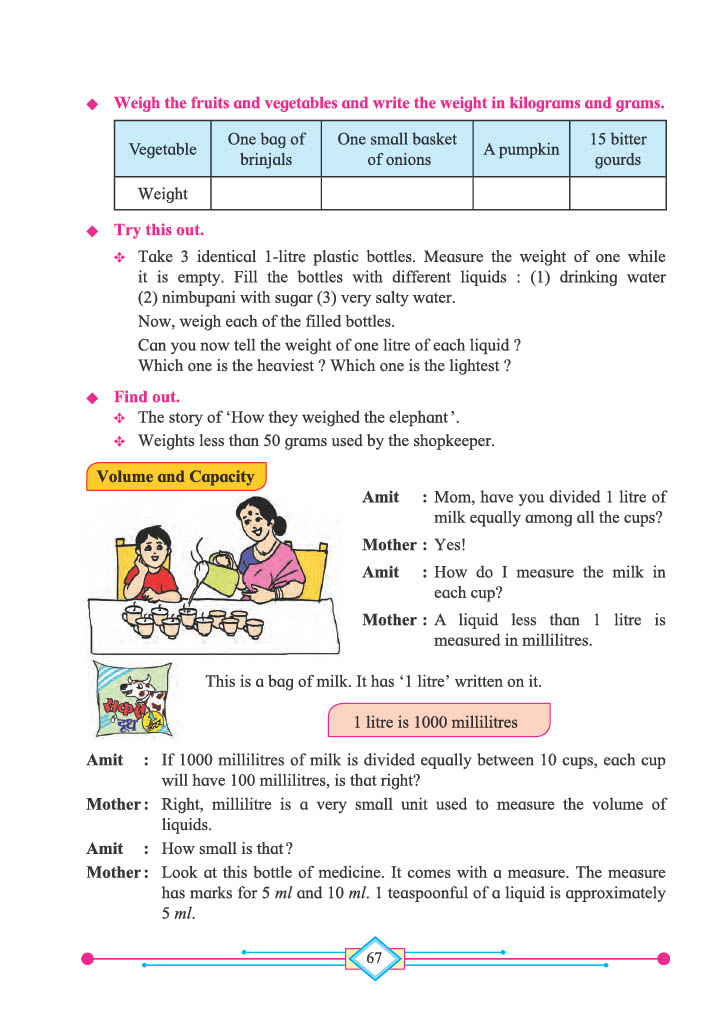 ◆ Weigh the fruits and vegetables and write the weight in kilograms and grams.
Vegetable One bag of brinjals One small basket of onions A pumpkin 15 bitter gourds
Weight
◆ Try this out.
Take 3 identical 1-litre plastic bottles. Measure the weight of one while
it is empty. Fill the bottles with different liquids : (1) drinking water
(2) nimbupani with sugar (3) very salty water.
Now, weigh each of the filled bottles.
Can you now tell the weight of one litre of each liquid ?
Which one is the heaviest ? Which one is the lightest ?
◆ Find out.
The story of ‘How they weighed the elephant’.
Weights less than 50 grams used by the shopkeeper.
Volume and Capacity
Amit : Mom, have you divided 1 litre of
milk equally among all the cups?
Mother : Yes!
Amit : How do I measure the milk in
each cup?
Mother : A liquid less than 1 litre is
measured in millilitres.
दूध
This is a bag of milk. It has ‘1 litre’ written on it.
1 litre is 1000 millilitres
Amit : If 1000 millilitres of milk is divided equally between 10 cups, each cup
will have 100 millilitres, is that right?
Mother : Right, millilitre is a very small unit used to measure the volume of
liquids.
Amit : How small is that?
Mother : Look at this bottle of medicine. It comes with a measure. The measure
has marks for 5 ml and 10 ml. 1 teaspoonful of a liquid is approximately
5 ml.
67